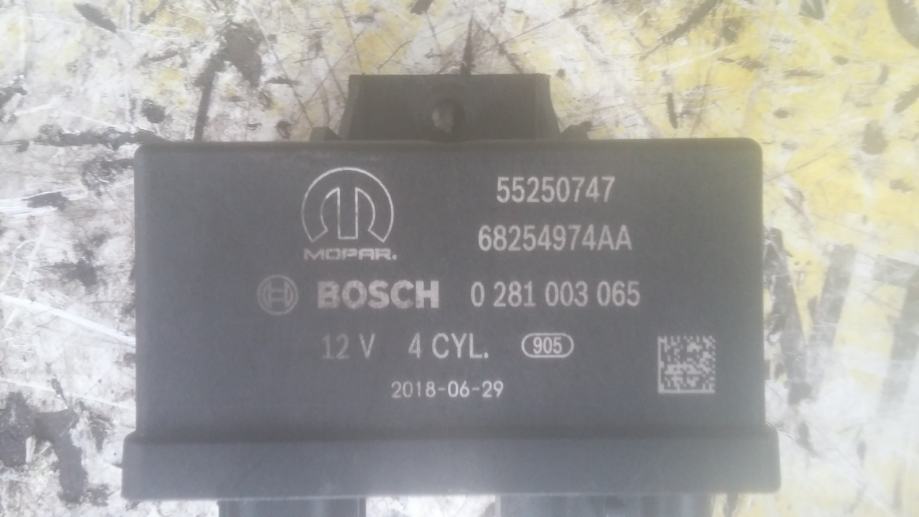 55250747
68254974AA
MOPAR.
BOSCH 0 281 003 065
12 V 4 CYL. 905
2018-06-29